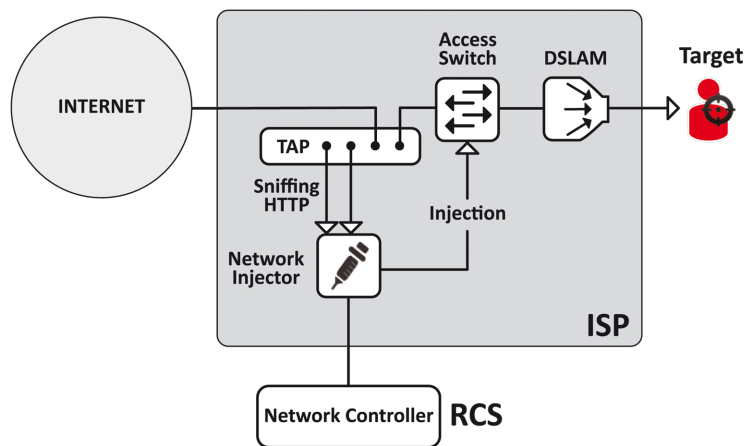 Access
Switch
DSLAM
Target
INTERNET
TAP
Sniffing
HTTP
Injection
Network
Injector
ISP
Network Controller
RCS